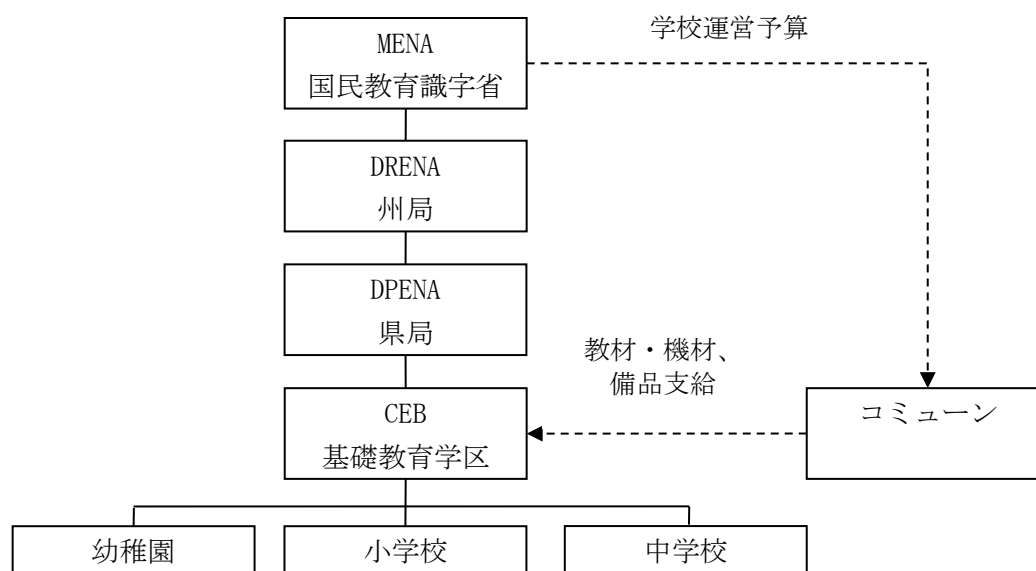 学校運営予算
MENA
国民教育識字省
DRENA
州局
DPENA
県局
教材・機材、
備品支給
CEB
基礎教育学区
コミューン
幼稚園
小学校
中学校